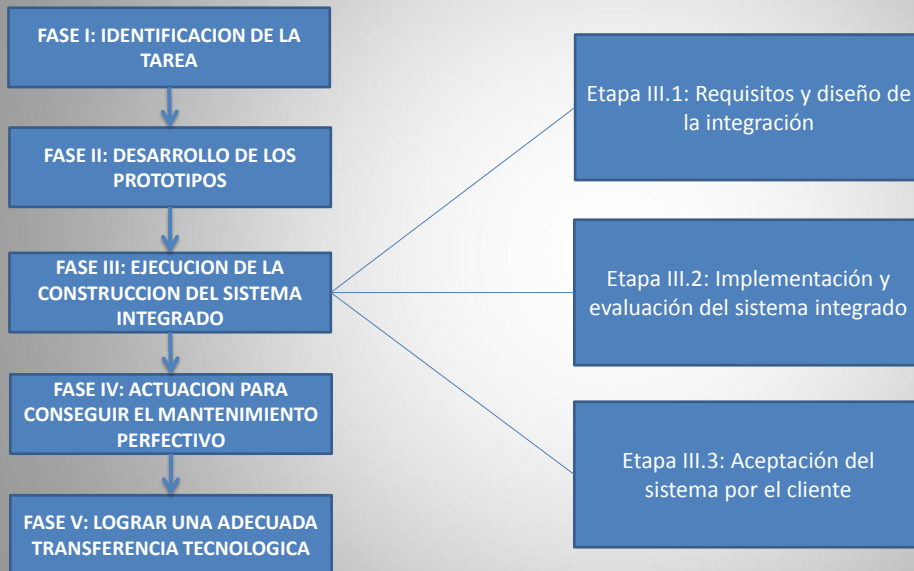 FASE I: IDENTIFICACION DE LA
TAREA
FASE II: DESARROLLO DE LOS
PROTOTIPOS
FASE III: EJECUCION DE LA
CONSTRUCCION DEL SISTEMA
INTEGRADO
FASE IV: ACTUACION PARA
CONSEGUIR EL MANTENIMIENTO
PERFECTIVO
FASE V: LOGRAR UNA ADECUADA
TRANSFERENCIA TECNOLOGICA
Etapa III.1: Requisitos y diseño de
la integración
Etapa III.2: Implementación y
evaluación del sistema integrado
Etapa III.3: Aceptación del
sistema por el cliente